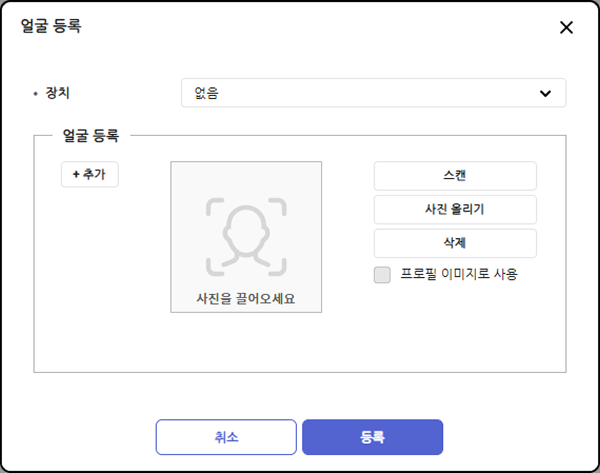 얼굴 등록
장치
없음
얼굴 등록
+ 추가
사진을 끌어오세요
스캔
사진 올리기
삭제
프로필 이미지로 사용
취소
등록